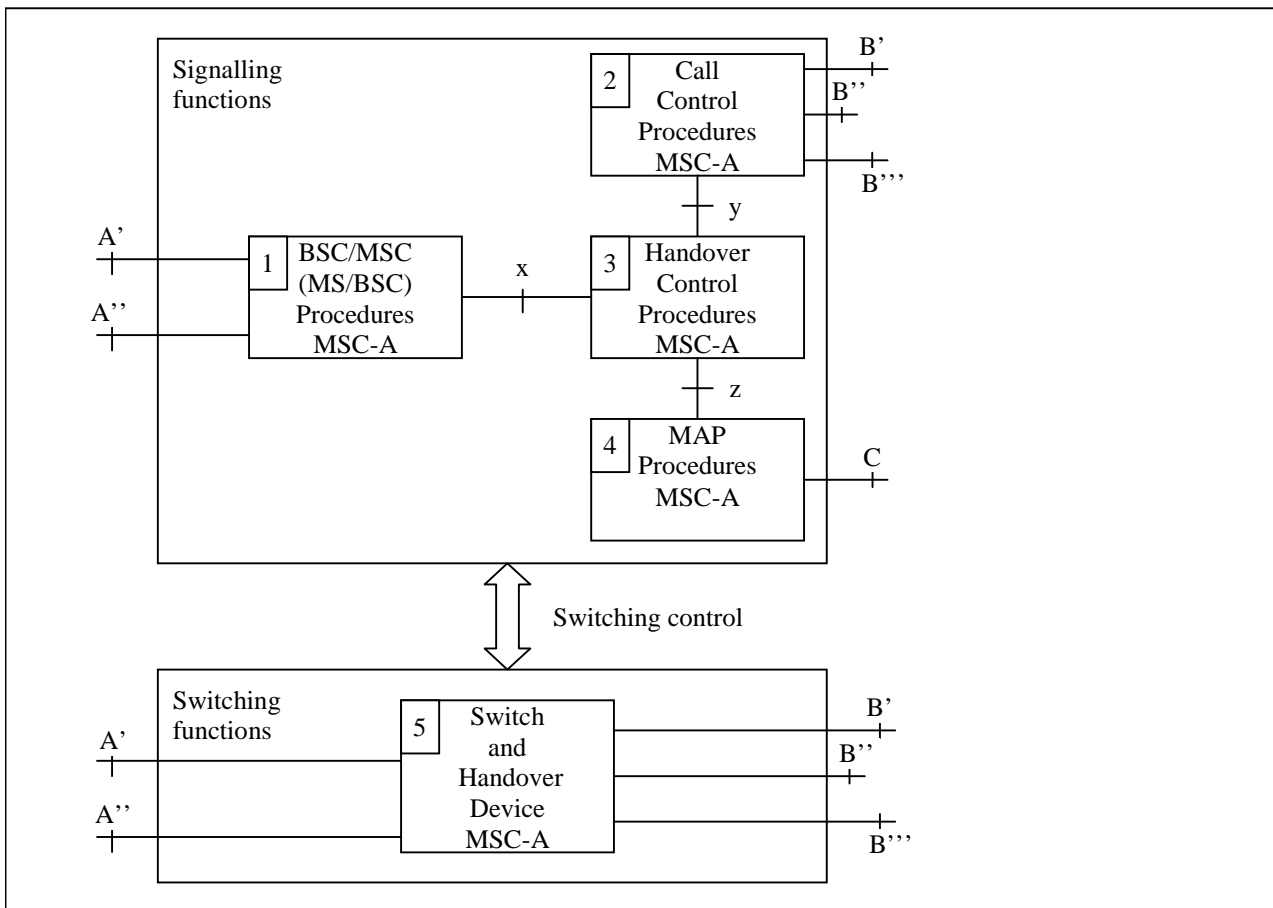 Signalling
functions
2
Call
Control
Procedures
MSC-A
B'
B''
B'''
y
A'
A''
1
BSC/MSC
(MS/BSC)
Procedures
MSC-A
x
3
Handover
Control
Procedures
MSC-A
z
4
MAP
Procedures
MSC-A
C
Switching control
Switching
functions
A'
A''
5
Switch
and
Handover
Device
MSC-A
B'
B''
B'''